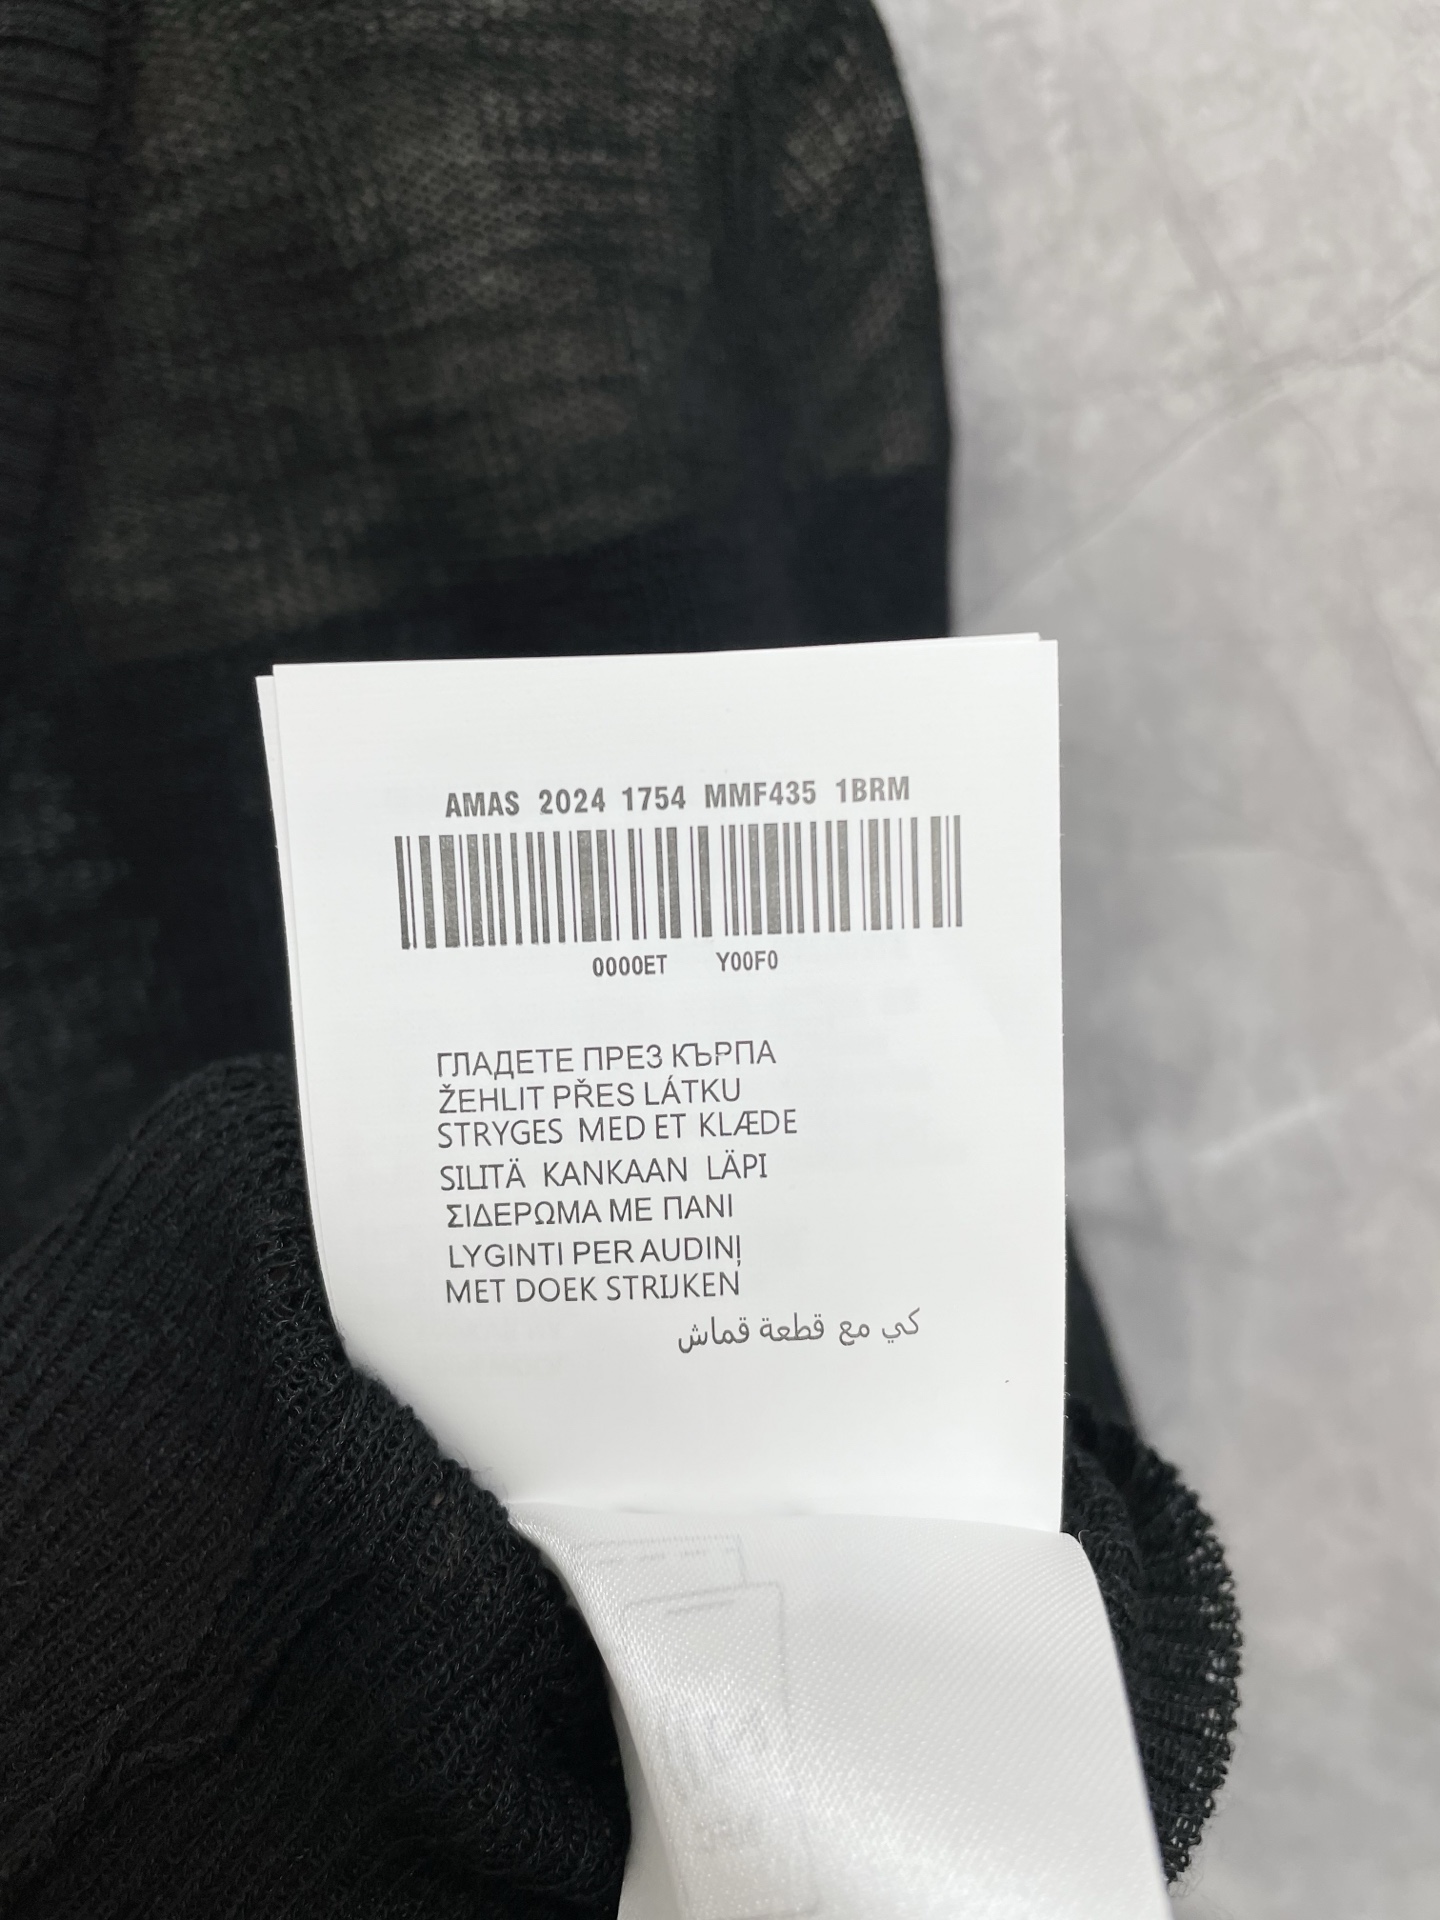 AMAS 2024 1754 MMF435 1BRM
0000ET Y00F0
ГЛАДЕТЕ ПРЕЗ КЪРПА
ŽEHLIT PŘES LÁTKU
STRYGES MED ET KLÆDE
SILITÄ KANKAAN LÄPI
ΣΙΔΕΡΩΜΑ ΜΕ ΠΑΝΙ
LYGINTI PER AUDINĮ
MET DOEK STRIJKEN
كي مع قطعة قماش